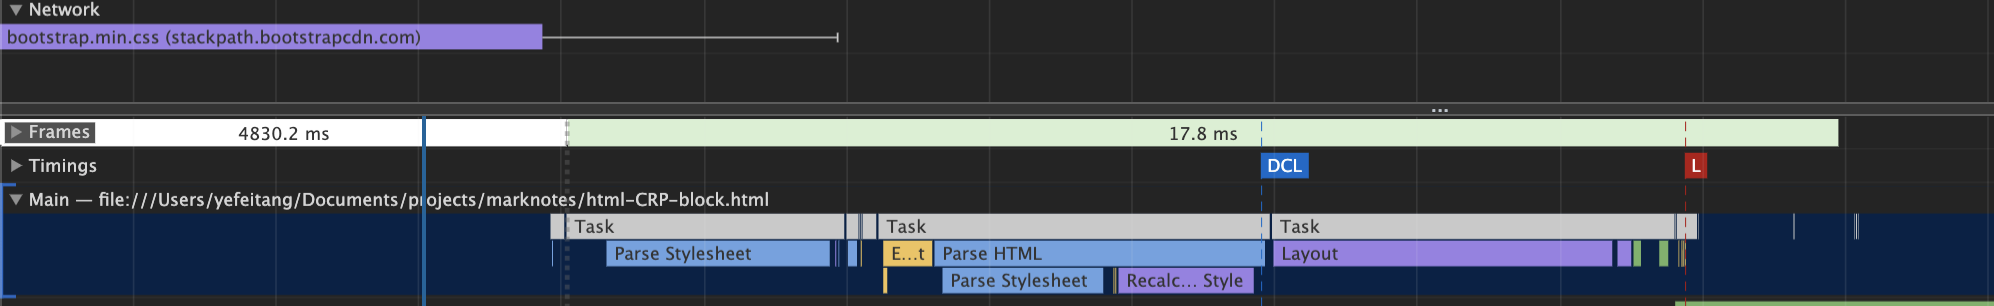 Network
bootstrap.min.css (stackpath.bootstrapcdn.com)
...
Frames 4830.2 ms 17.8 ms
Timings DCL L
Main — file:///Users/yefeitang/Documents/projects/marknotes/html-CRP-block.html
Task Task Task
Parse Stylesheet E...t Parse HTML Layout
Parse Stylesheet Recalc... Style